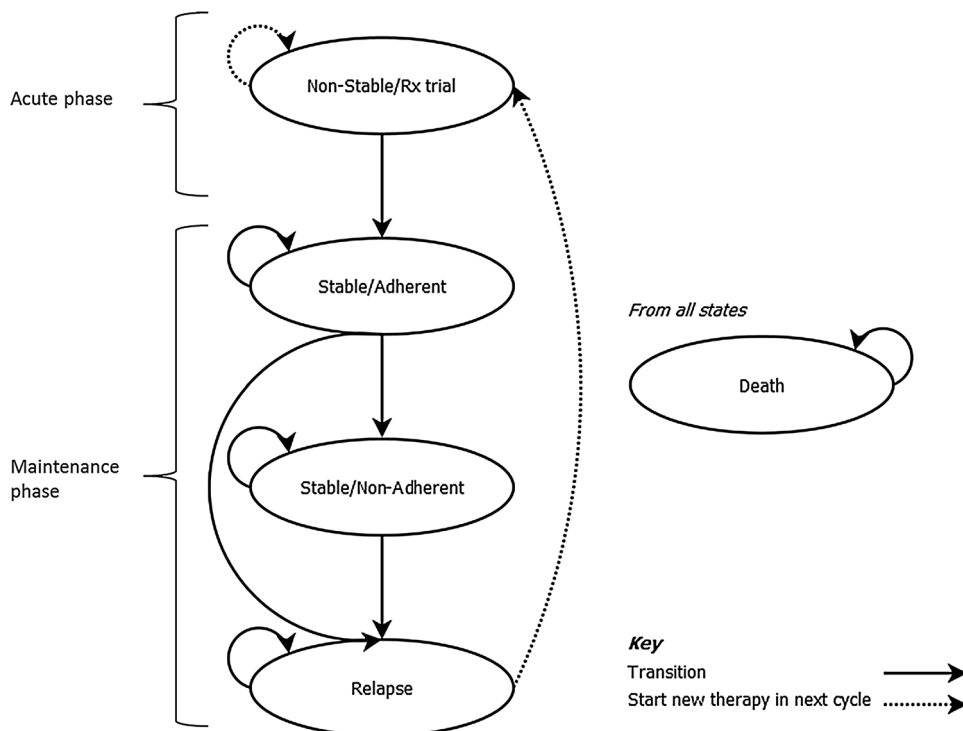 Acute phase
Non-Stable/Rx trial
Stable/Adherent
From all states
Death
Maintenance
phase
Stable/Non-Adherent
Relapse
Key
Transition
Start new therapy in next cycle